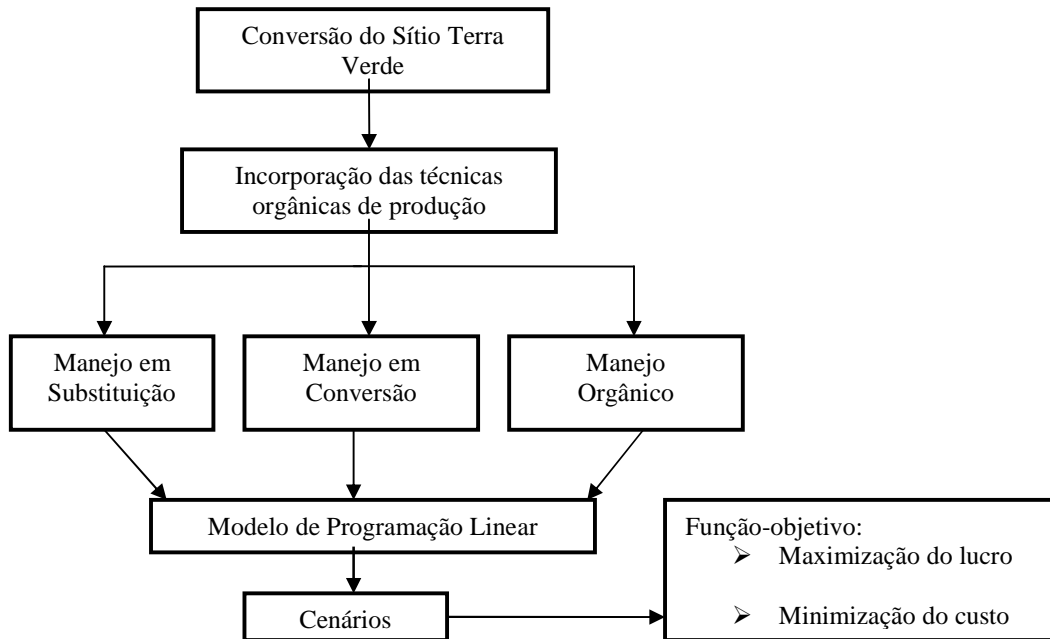 Conversão do Sítio Terra
Verde
Incorporação das técnicas
orgânicas de produção
Manejo em
Substituição
Manejo em
Conversão
Manejo
Orgânico
Modelo de Programação Linear
Cenários
Função-objetivo:
➢ Maximização do lucro
➢ Minimização do custo